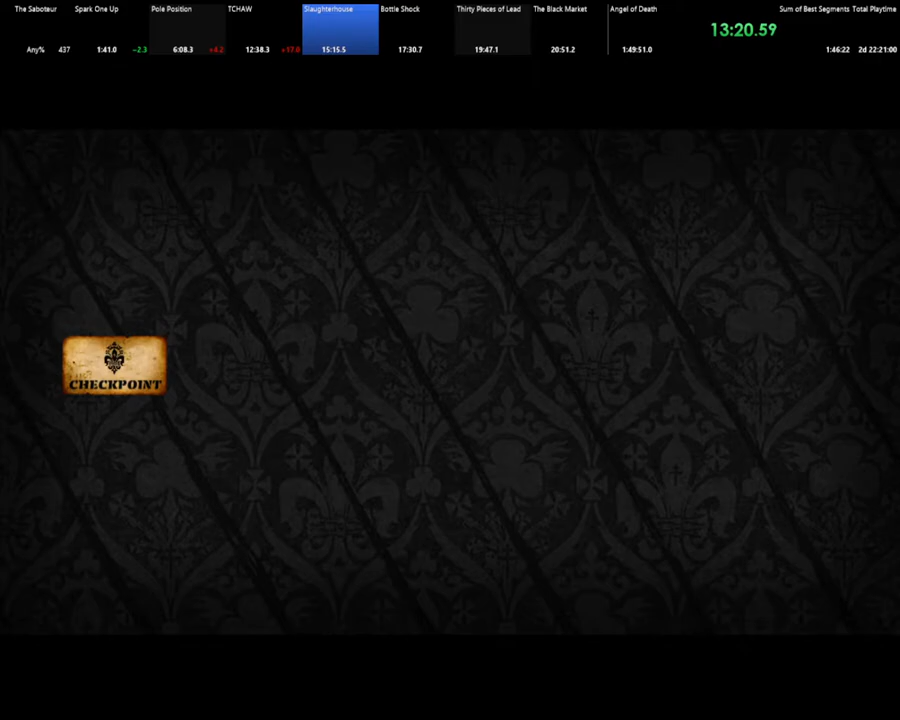 The Saboteur Spark One Up Pole Position TCHAW Slaughterhouse Bottle Shock Thirty Pieces of Lead The Black Market Angel of Death Sum of Best Segments Total Playtime
13:20.59
Any% 437 1:41.0 −2.3 6:08.3 +4.2 12:38.3 +17.0 15:15.5 17:30.7 19:47.1 20:51.2 1:49:51.0 1:46:22 2d 22:21:00
CHECKPOINT